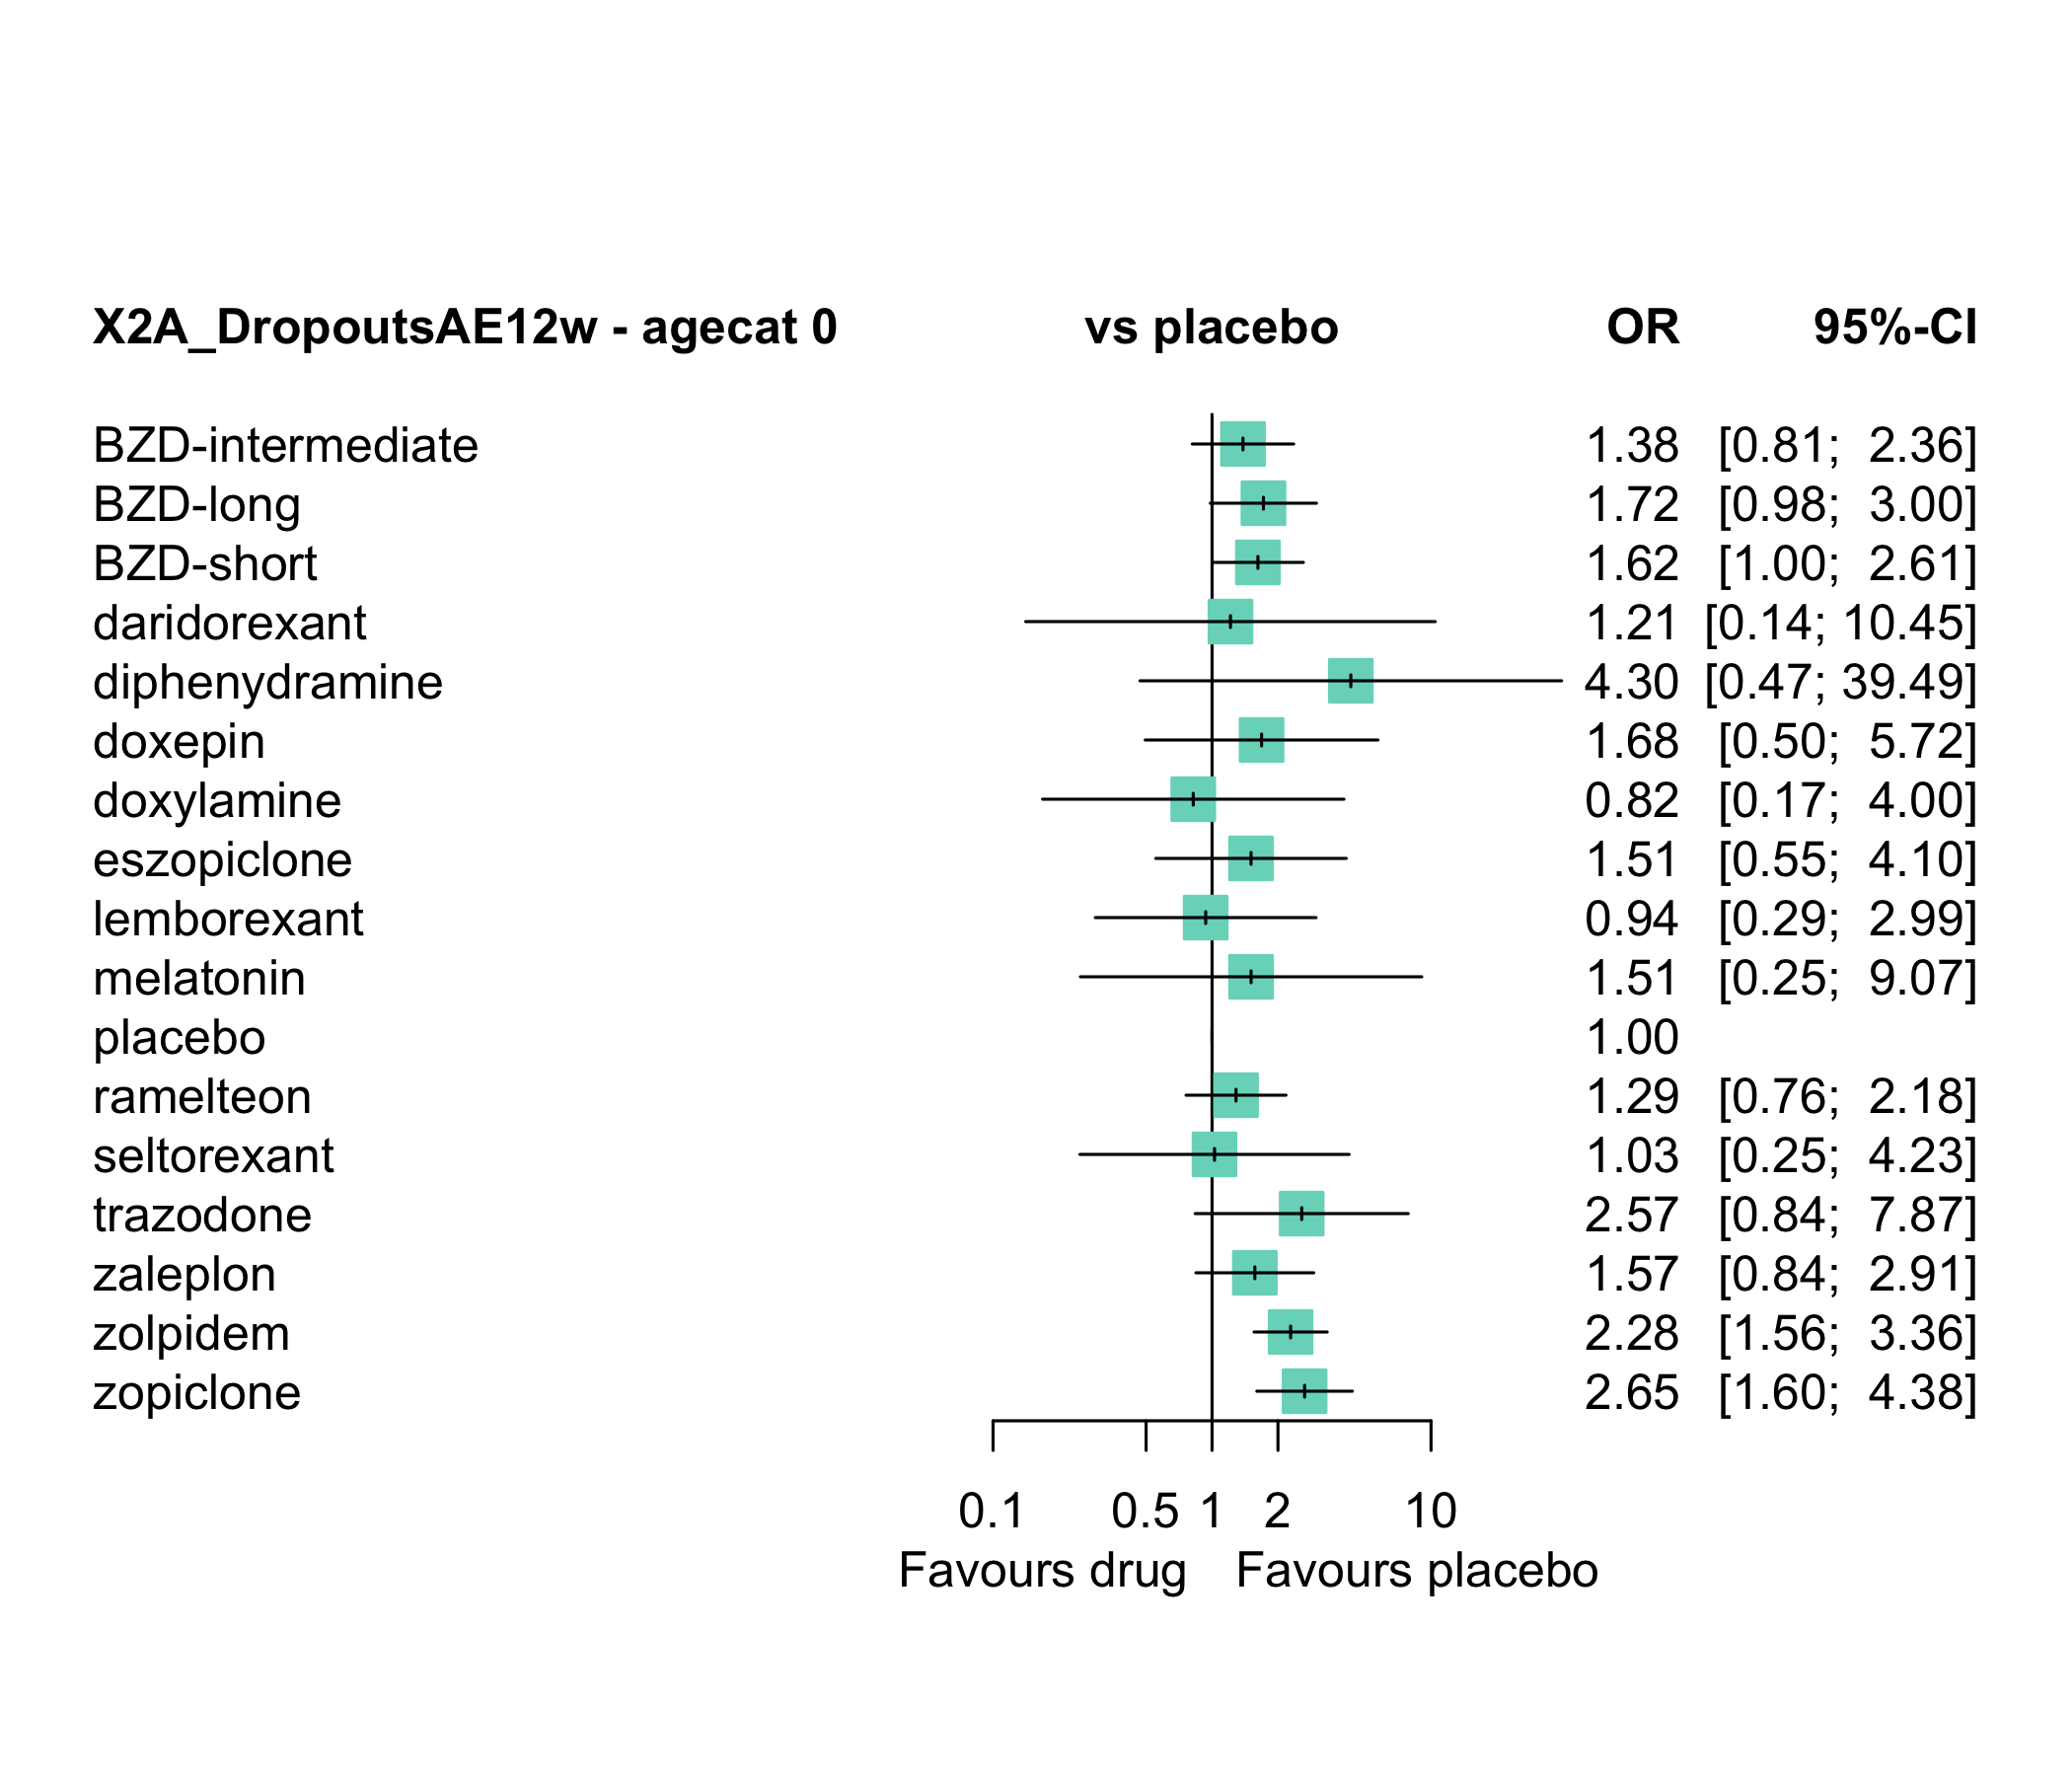 X2A_DropoutsAE12w - agecat 0 vs placebo OR 95%-CI
BZD-intermediate 1.38 [0.81; 2.36]
BZD-long 1.72 [0.98; 3.00]
BZD-short 1.62 [1.00; 2.61]
daridorexant 1.21 [0.14; 10.45]
diphenydramine 4.30 [0.47; 39.49]
doxepin 1.68 [0.50; 5.72]
doxylamine 0.82 [0.17; 4.00]
eszopiclone 1.51 [0.55; 4.10]
lemborexant 0.94 [0.29; 2.99]
melatonin 1.51 [0.25; 9.07]
placebo 1.00
ramelteon 1.29 [0.76; 2.18]
seltorexant 1.03 [0.25; 4.23]
trazodone 2.57 [0.84; 7.87]
zaleplon 1.57 [0.84; 2.91]
zolpidem 2.28 [1.56; 3.36]
zopiclone 2.65 [1.60; 4.38]
0.1 0.5 1 2 10
Favours drug Favours placebo